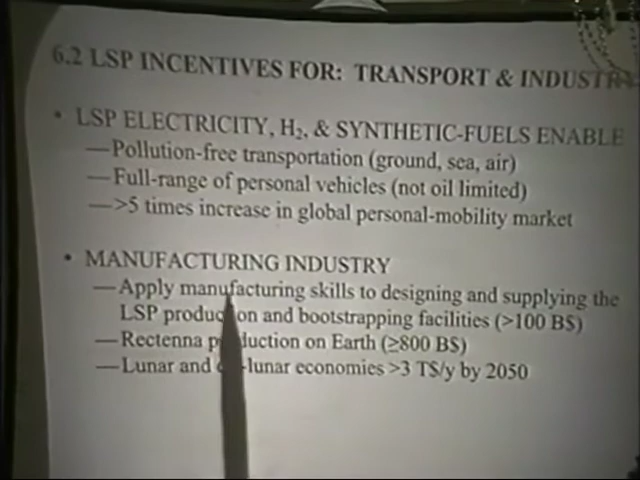 6.2 LSP INCENTIVES FOR: TRANSPORT & INDUSTRY
• LSP ELECTRICITY, H₂, & SYNTHETIC-FUELS ENABLE
—Pollution-free transportation (ground, sea, air)
—Full-range of personal vehicles (not oil limited)
—>5 times increase in global personal-mobility market
• MANUFACTURING INDUSTRY
—Apply manufacturing skills to designing and supplying the
LSP production and bootstrapping facilities (>100 B$)
—Rectenna production on Earth (≥800 B$)
—Lunar and lunar economies >3 T$/y by 2050